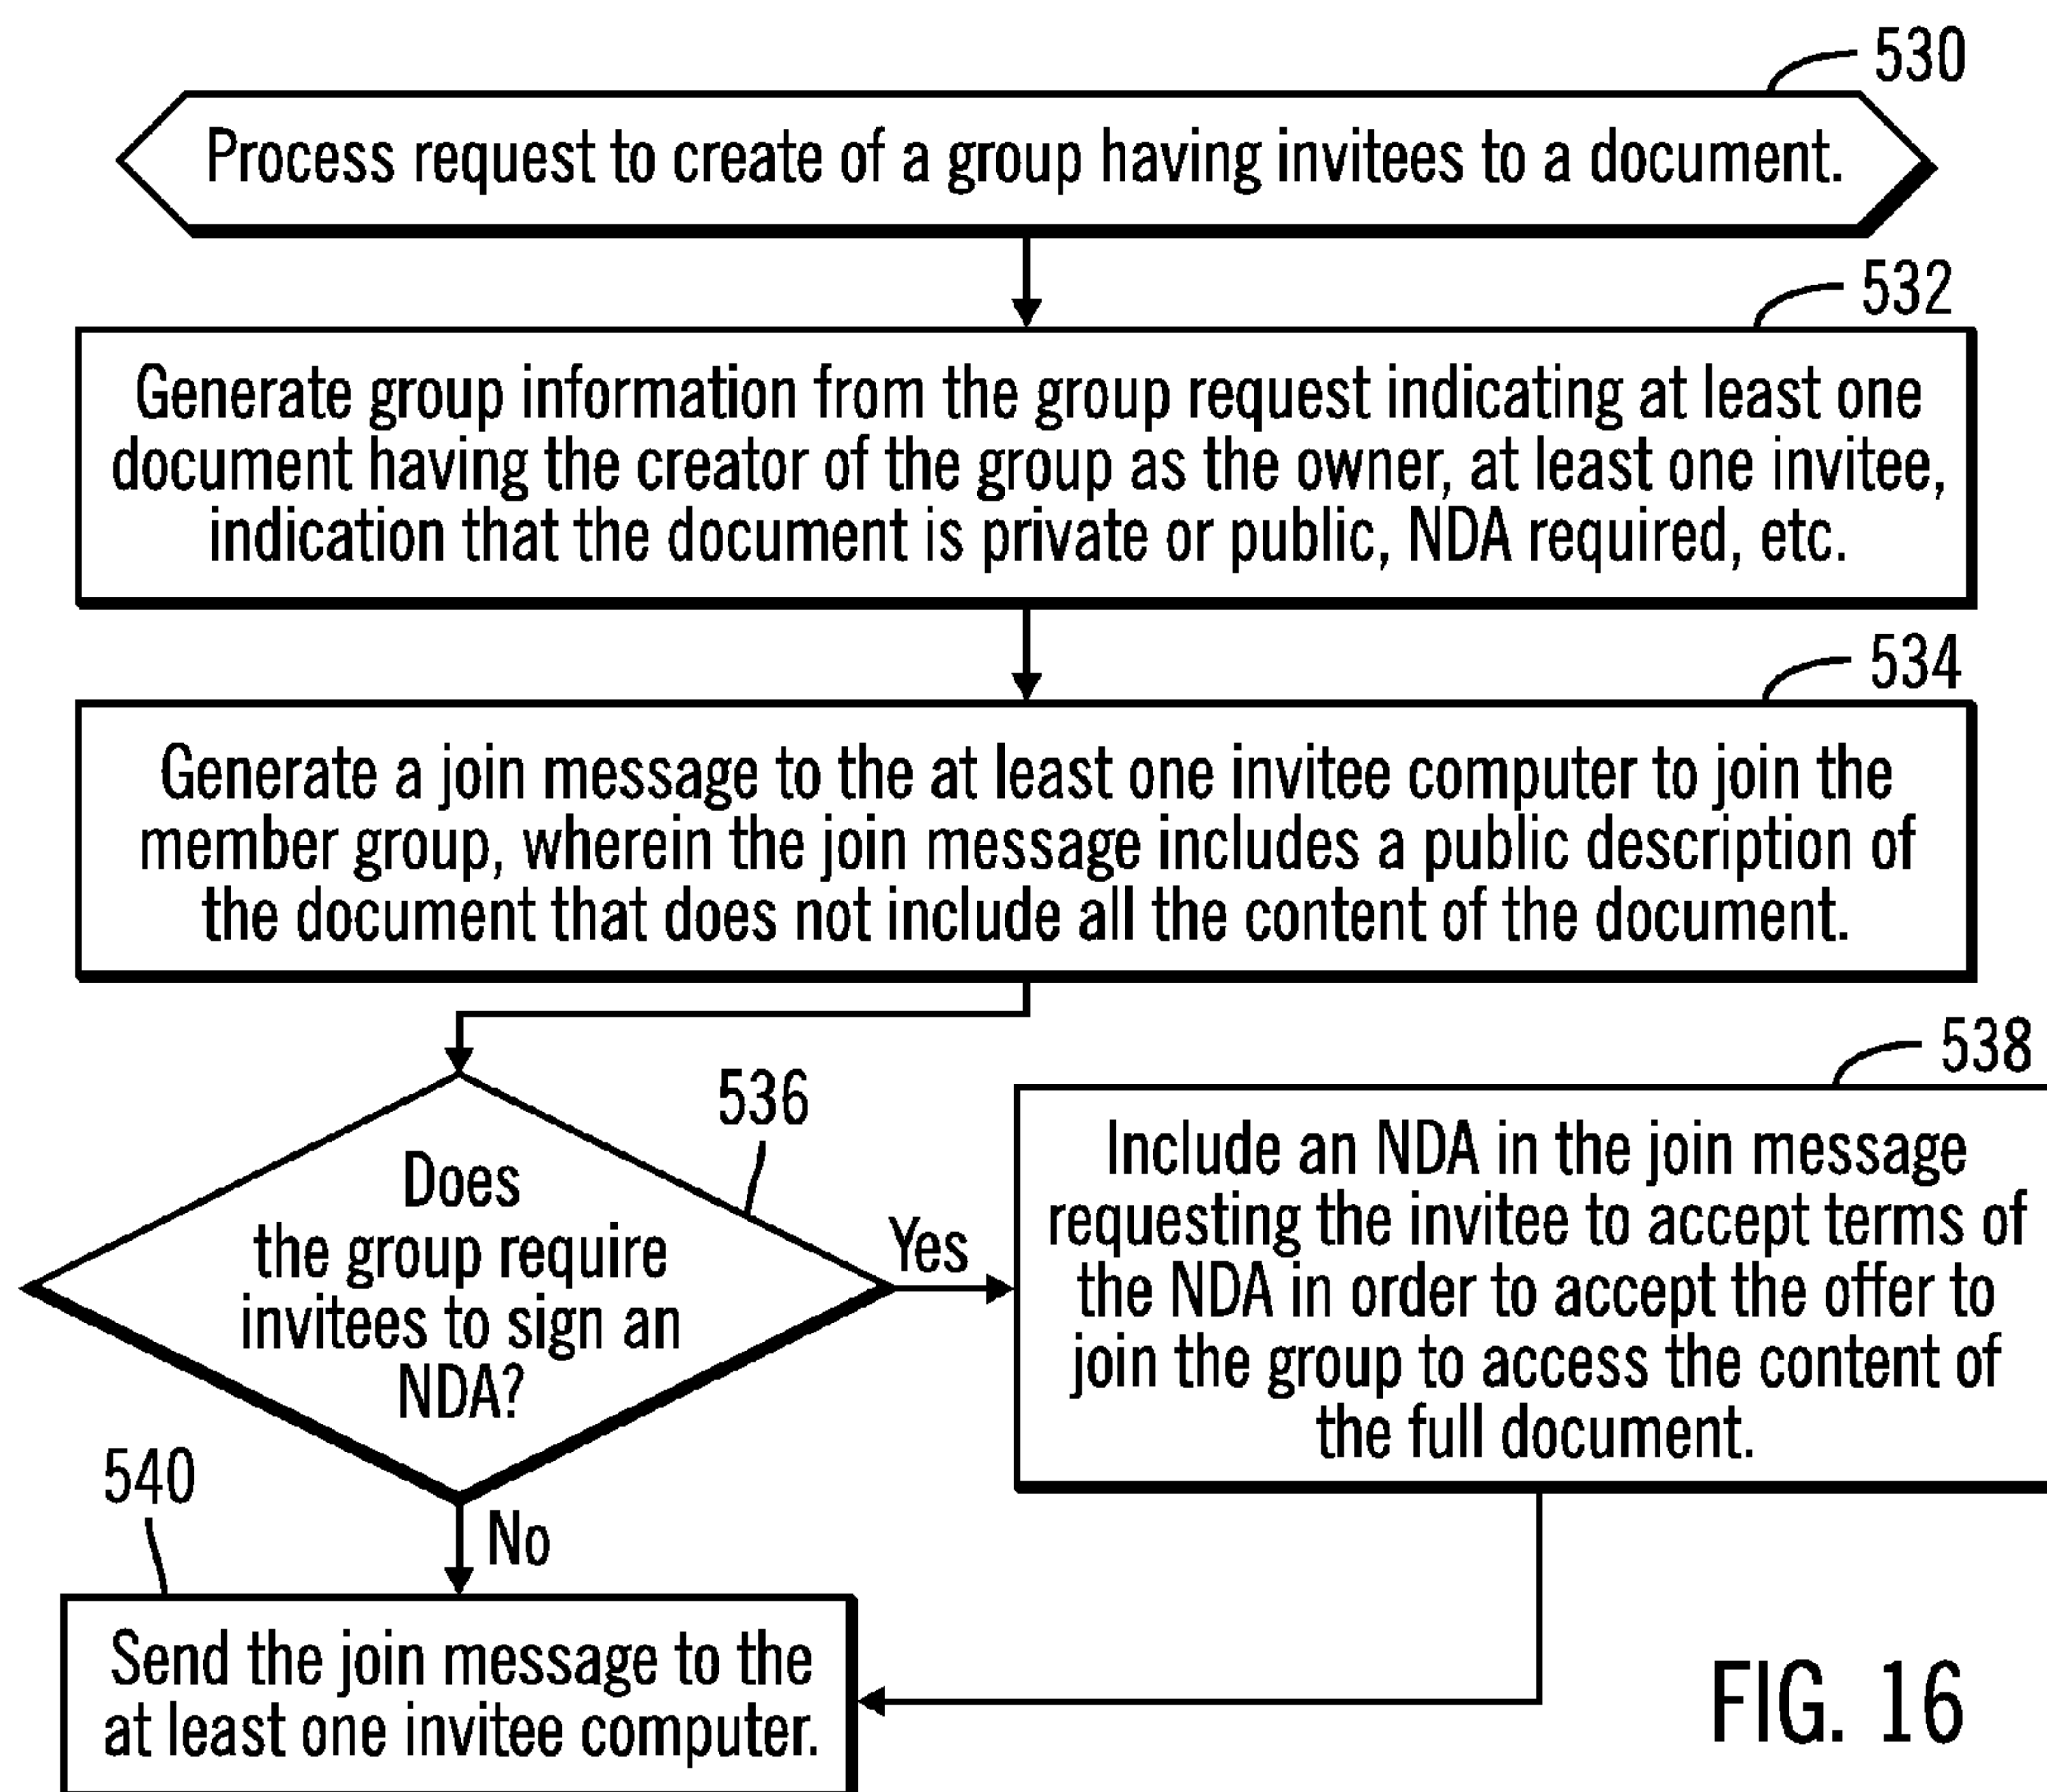 530
Process request to create of a group having invitees to a document.
532
Generate group information from the group request indicating at least one
document having the creator of the group as the owner, at least one invitee,
indication that the document is private or public, NDA required, etc.
534
Generate a join message to the at least one invitee computer to join the
member group, wherein the join message includes a public description of
the document that does not include all the content of the document.
536
Does
the group require
invitees to sign an
NDA?
Yes
538
Include an NDA in the join message
requesting the invitee to accept terms of
the NDA in order to accept the offer to
join the group to access the content of
the full document.
No
540
Send the join message to the
at least one invitee computer.
FIG. 16